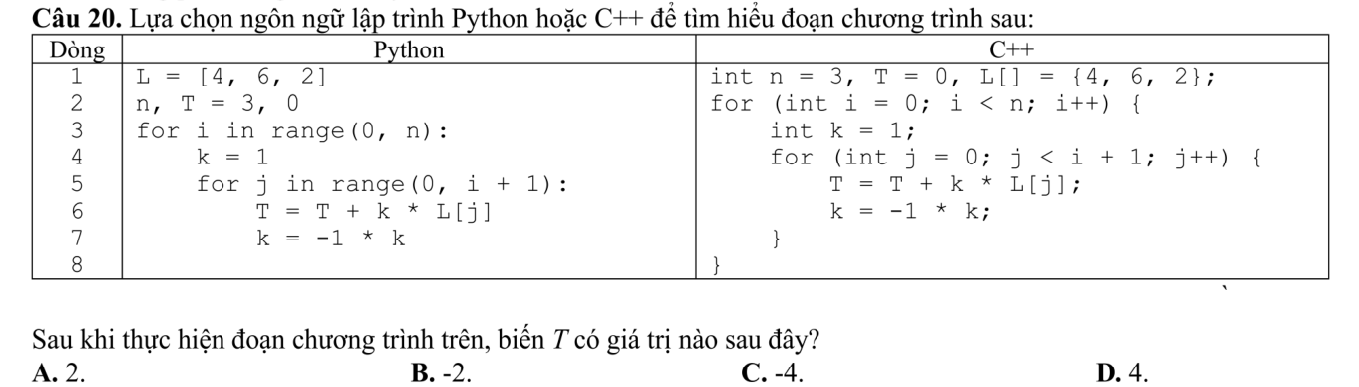 Câu 20. Lựa chọn ngôn ngữ lập trình Python hoặc C++ để tìm hiểu đoạn chương trình sau:
Dòng Python C++
1 L = [4, 6, 2] int n = 3, T = 0, L[] = {4, 6, 2};
2 n, T = 3, 0 for (int i = 0; i < n; i++) {
3 for i in range(0, n): int k = 1;
4 k = 1 for (int j = 0; j < i + 1; j++) {
5 for j in range(0, i + 1): T = T + k * L[j];
6 T = T + k * L[j] k = -1 * k;
7 k = -1 * k }
8 }
Sau khi thực hiện đoạn chương trình trên, biến T có giá trị nào sau đây?
A. 2. B. -2. C. -4. D. 4.